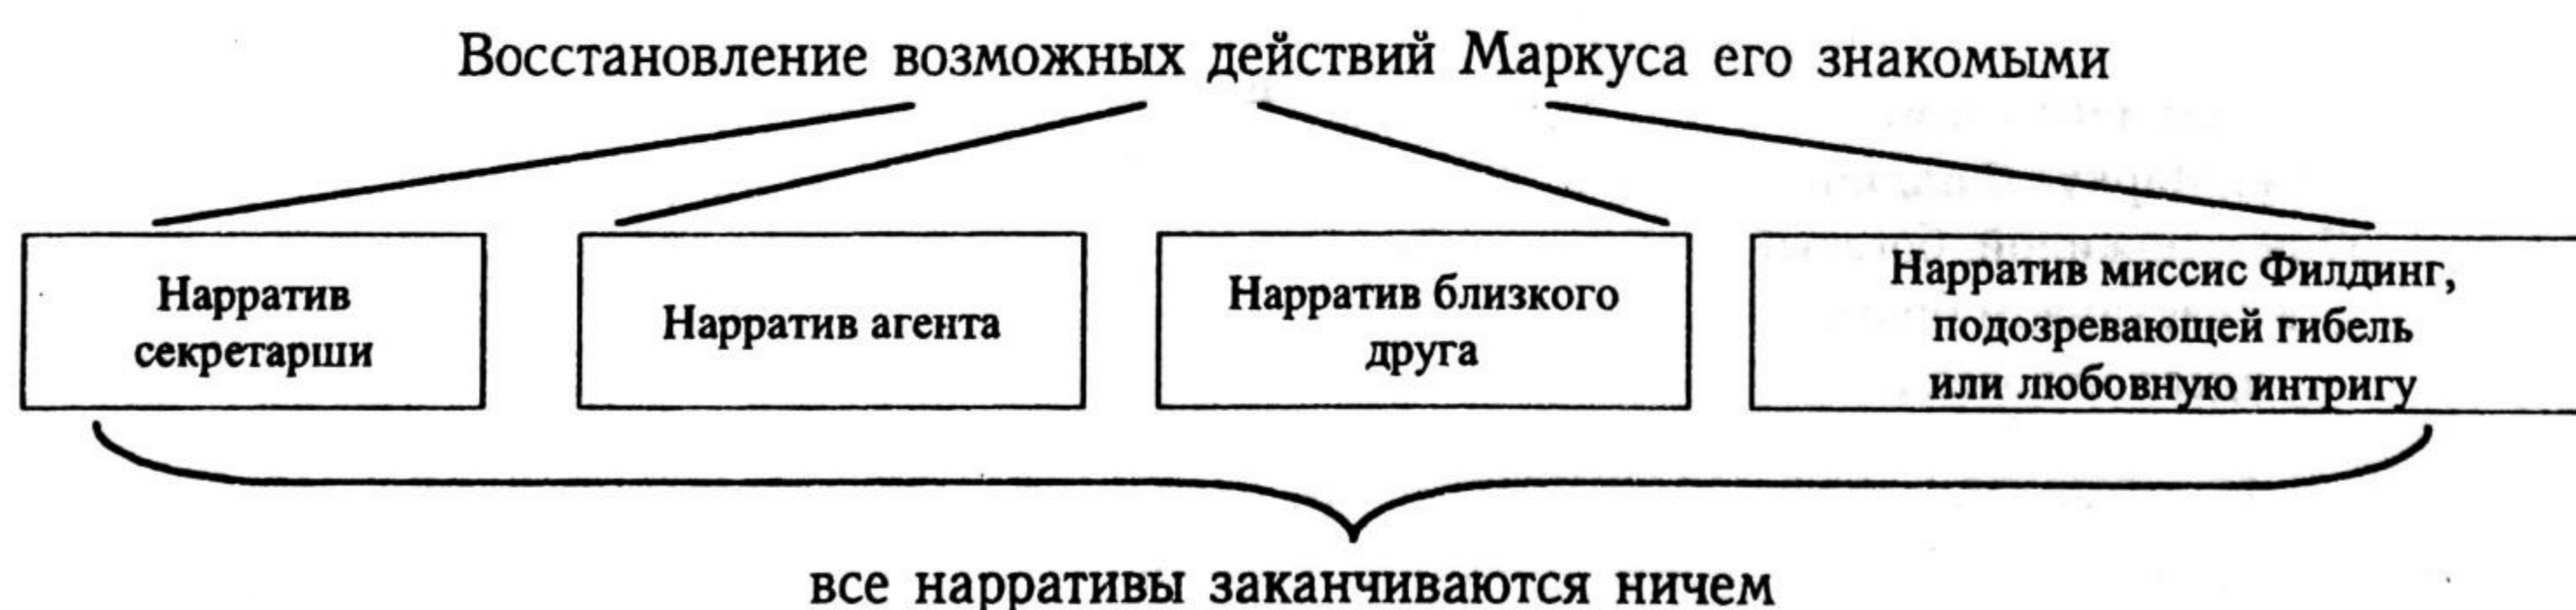 Восстановление возможных действий Маркуса его знакомыми
Нарратив
секретарши
Нарратив агента
Нарратив близкого
друга
Нарратив миссис Филдинг,
подозревающей гибель
или любовную интригу
все нарративы заканчиваются ничем